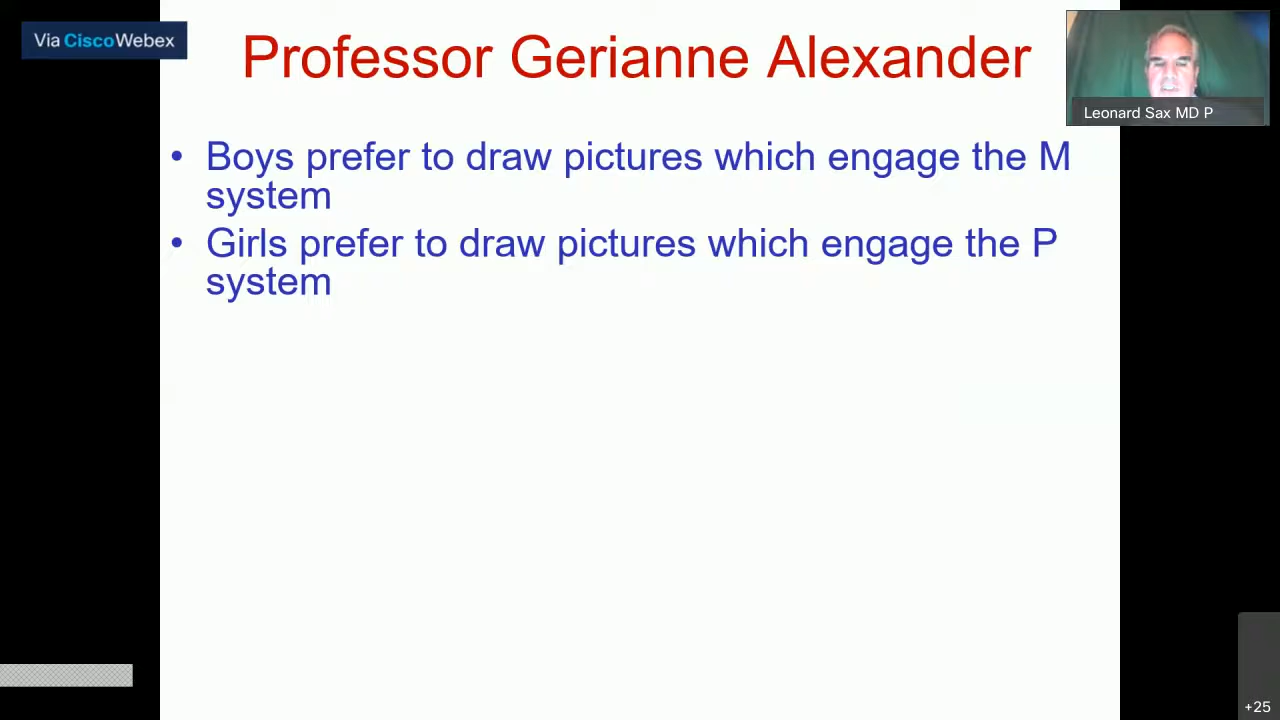 Via CiscoWebex
Professor Gerianne Alexander
Leonard Sax MD P
• Boys prefer to draw pictures which engage the M
system
• Girls prefer to draw pictures which engage the P
system
+25